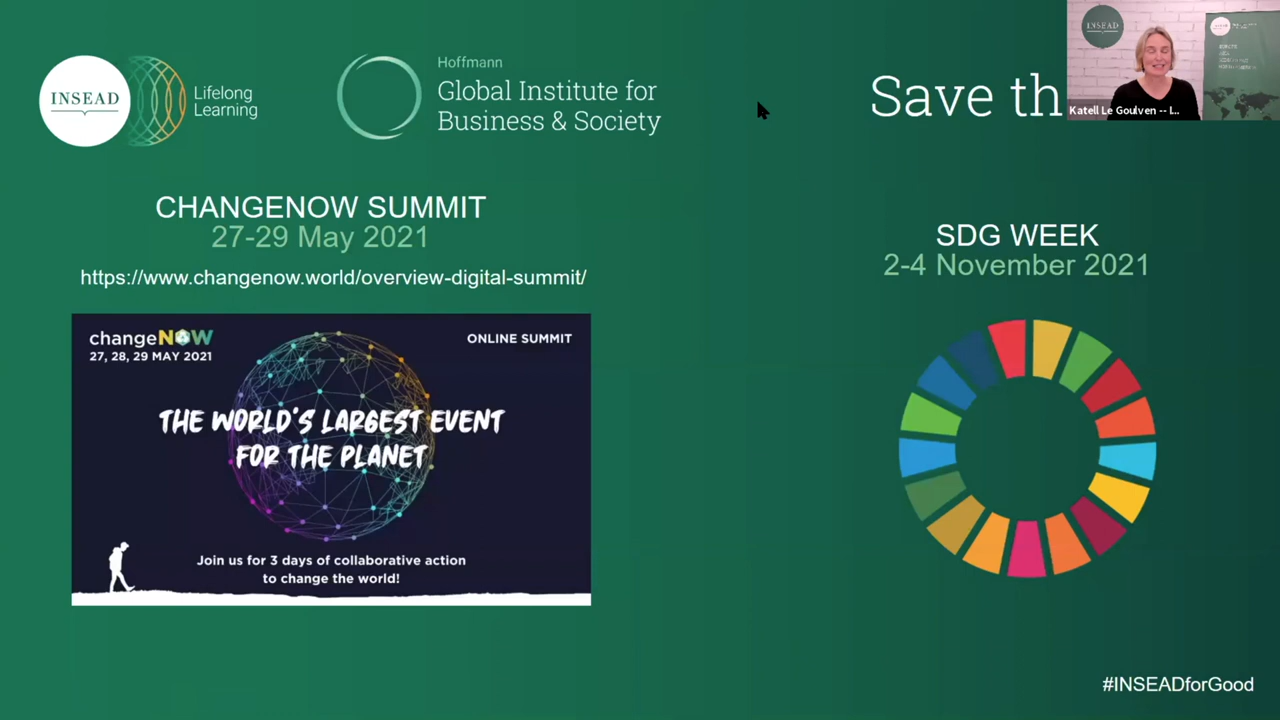 INSEAD
Lifelong
Learning
Hoffmann
Global Institute for
Business & Society
Save th
INSEAD
INSEAD
Katell Le Goulven -- I...
CHANGENOW SUMMIT
27-29 May 2021
https://www.changenow.world/overview-digital-summit/
changeNOW
27, 28, 29 MAY 2021
ONLINE SUMMIT
THE WORLD'S LARGEST EVENT
FOR THE PLANET
Join us for 3 days of collaborative action
to change the world!
SDG WEEK
2-4 November 2021
#INSEADforGood